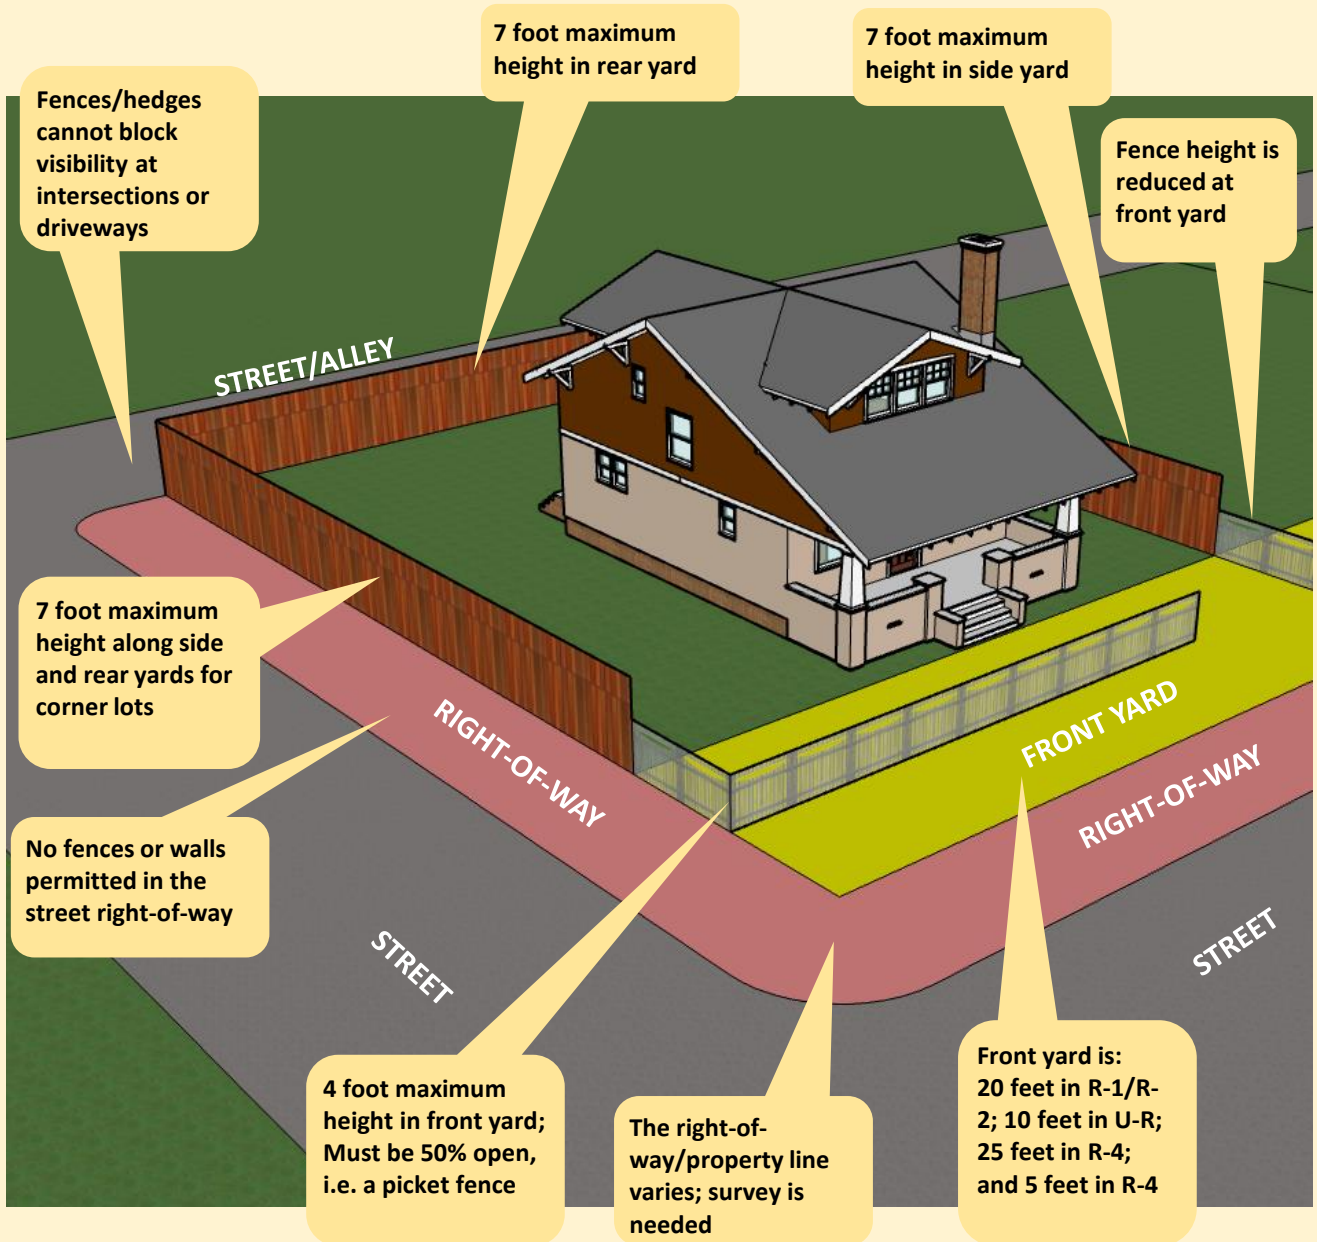 7 foot maximum
height in rear yard
7 foot maximum
height in side yard
Fences/hedges
cannot block
visibility at
intersections or
driveways
Fence height is
reduced at
front yard
STREET/ALLEY
7 foot maximum
height along side
and rear yards for
corner lots
RIGHT-OF-WAY
FRONT YARD
RIGHT-OF-WAY
No fences or walls
permitted in the
street right-of-way
STREET
STREET
4 foot maximum
height in front yard;
Must be 50% open,
i.e. a picket fence
The right-of-
way/property line
varies; survey is
needed
Front yard is:
20 feet in R-1/R-
2; 10 feet in U-R;
25 feet in R-4;
and 5 feet in R-4